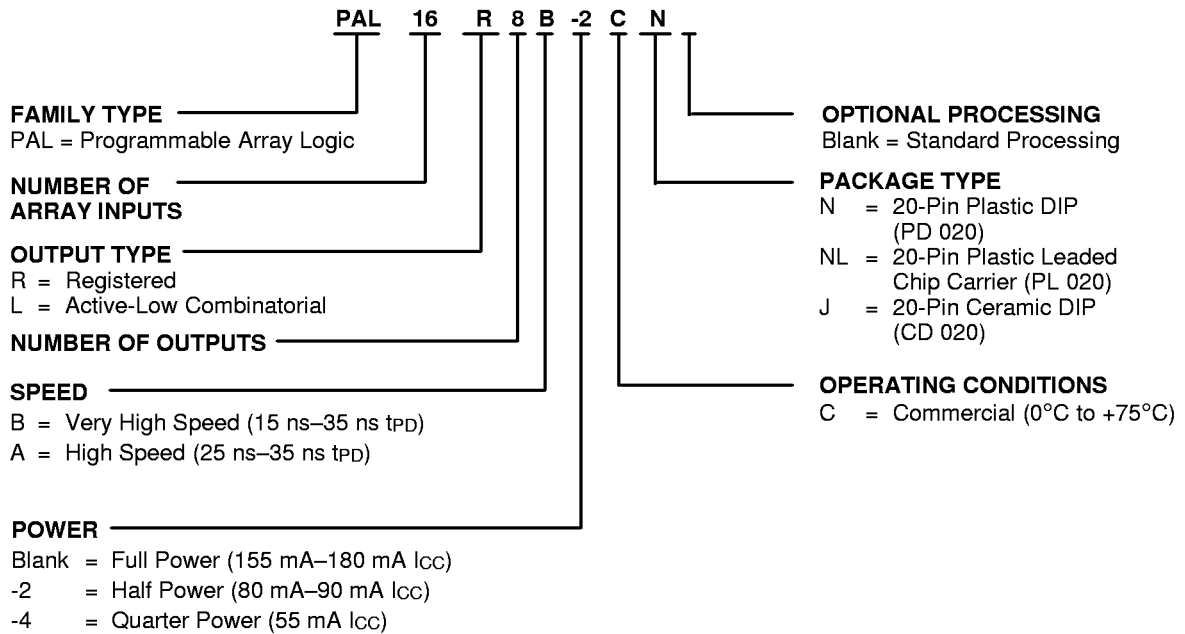 PAL 16 R 8 B -2 C N
FAMILY TYPE
PAL = Programmable Array Logic
NUMBER OF
ARRAY INPUTS
OUTPUT TYPE
R = Registered
L = Active-Low Combinatorial
NUMBER OF OUTPUTS
SPEED
B = Very High Speed (15 ns–35 ns tPD)
A = High Speed (25 ns–35 ns tPD)
POWER
Blank = Full Power (155 mA–180 mA ICC)
-2 = Half Power (80 mA–90 mA ICC)
-4 = Quarter Power (55 mA ICC)
OPTIONAL PROCESSING
Blank = Standard Processing
PACKAGE TYPE
N = 20-Pin Plastic DIP
(PD 020)
NL = 20-Pin Plastic Leaded
Chip Carrier (PL 020)
J = 20-Pin Ceramic DIP
(CD 020)
OPERATING CONDITIONS
C = Commercial (0°C to +75°C)